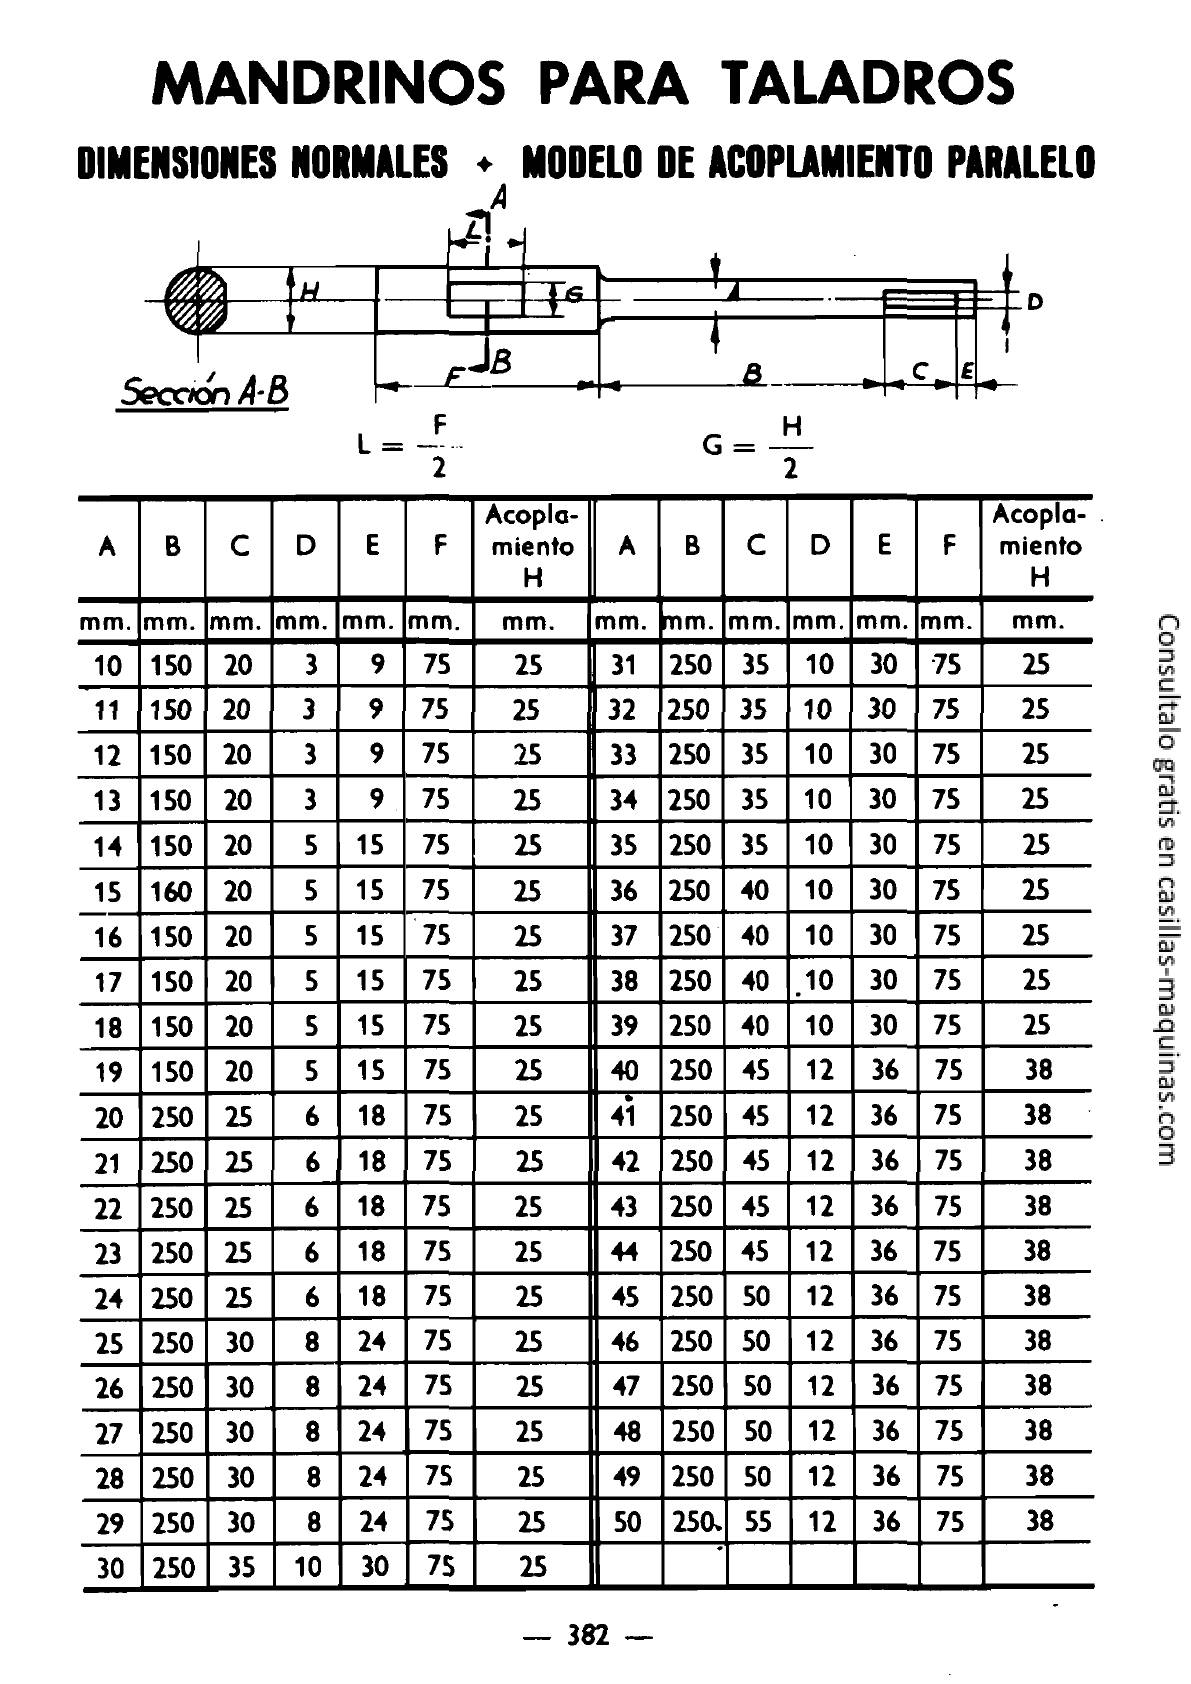 MANDRINOS PARA TALADROS
DIMENSIONES NORMALES + MODELO DE ACOPLAMIENTO PARALELO
A
L
H
G
D
B
F
B
C
E
Sección A-B
L = F/2
G = H/2
A B C D E F Acopla-miento H A B C D E F Acopla-miento H
mm. mm. mm. mm. mm. mm. mm. mm. mm. mm. mm. mm. mm. mm.
10 150 20 3 9 75 25 31 250 35 10 30 75 25
11 150 20 3 9 75 25 32 250 35 10 30 75 25
12 150 20 3 9 75 25 33 250 35 10 30 75 25
13 150 20 3 9 75 25 34 250 35 10 30 75 25
14 150 20 5 15 75 25 35 250 35 10 30 75 25
15 160 20 5 15 75 25 36 250 40 10 30 75 25
16 150 20 5 15 75 25 37 250 40 10 30 75 25
17 150 20 5 15 75 25 38 250 40 10 30 75 25
18 150 20 5 15 75 25 39 250 40 10 30 75 25
19 150 20 5 15 75 25 40 250 45 12 36 75 38
20 250 25 6 18 75 25 41 250 45 12 36 75 38
21 250 25 6 18 75 25 42 250 45 12 36 75 38
22 250 25 6 18 75 25 43 250 45 12 36 75 38
23 250 25 6 18 75 25 44 250 45 12 36 75 38
24 250 25 6 18 75 25 45 250 50 12 36 75 38
25 250 30 8 24 75 25 46 250 50 12 36 75 38
26 250 30 8 24 75 25 47 250 50 12 36 75 38
27 250 30 8 24 75 25 48 250 50 12 36 75 38
28 250 30 8 24 75 25 49 250 50 12 36 75 38
29 250 30 8 24 75 25 50 250 55 12 36 75 38
30 250 35 10 30 75 25
— 382 —
Consultalo gratis en casillas-maquinas.com